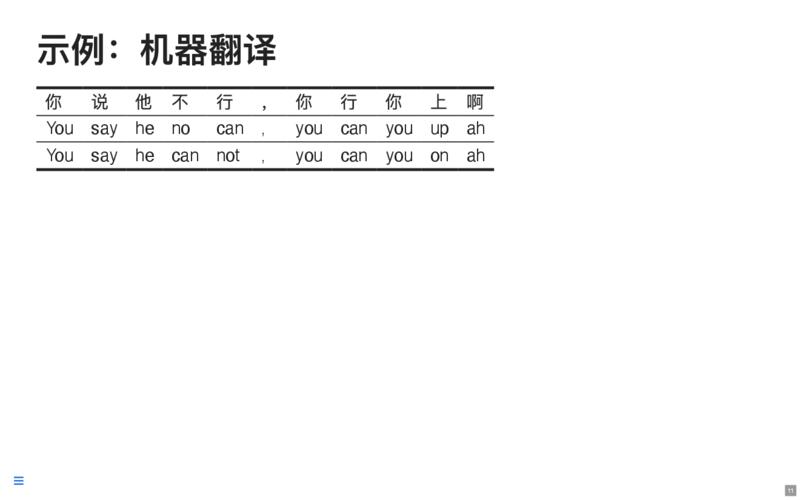 示例：机器翻译
你 说 他 不 行 ， 你 行 你 上 啊
You say he no can , you can you up ah
You say he can not , you can you on ah
11